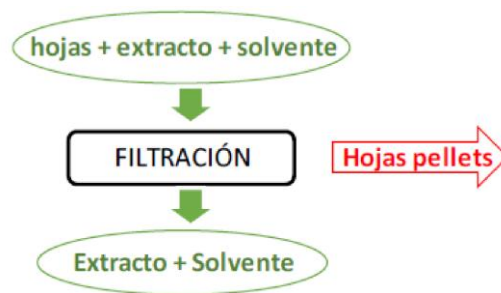 hojas + extracto + solvente
FILTRACIÓN
Hojas pellets
Extracto + Solvente